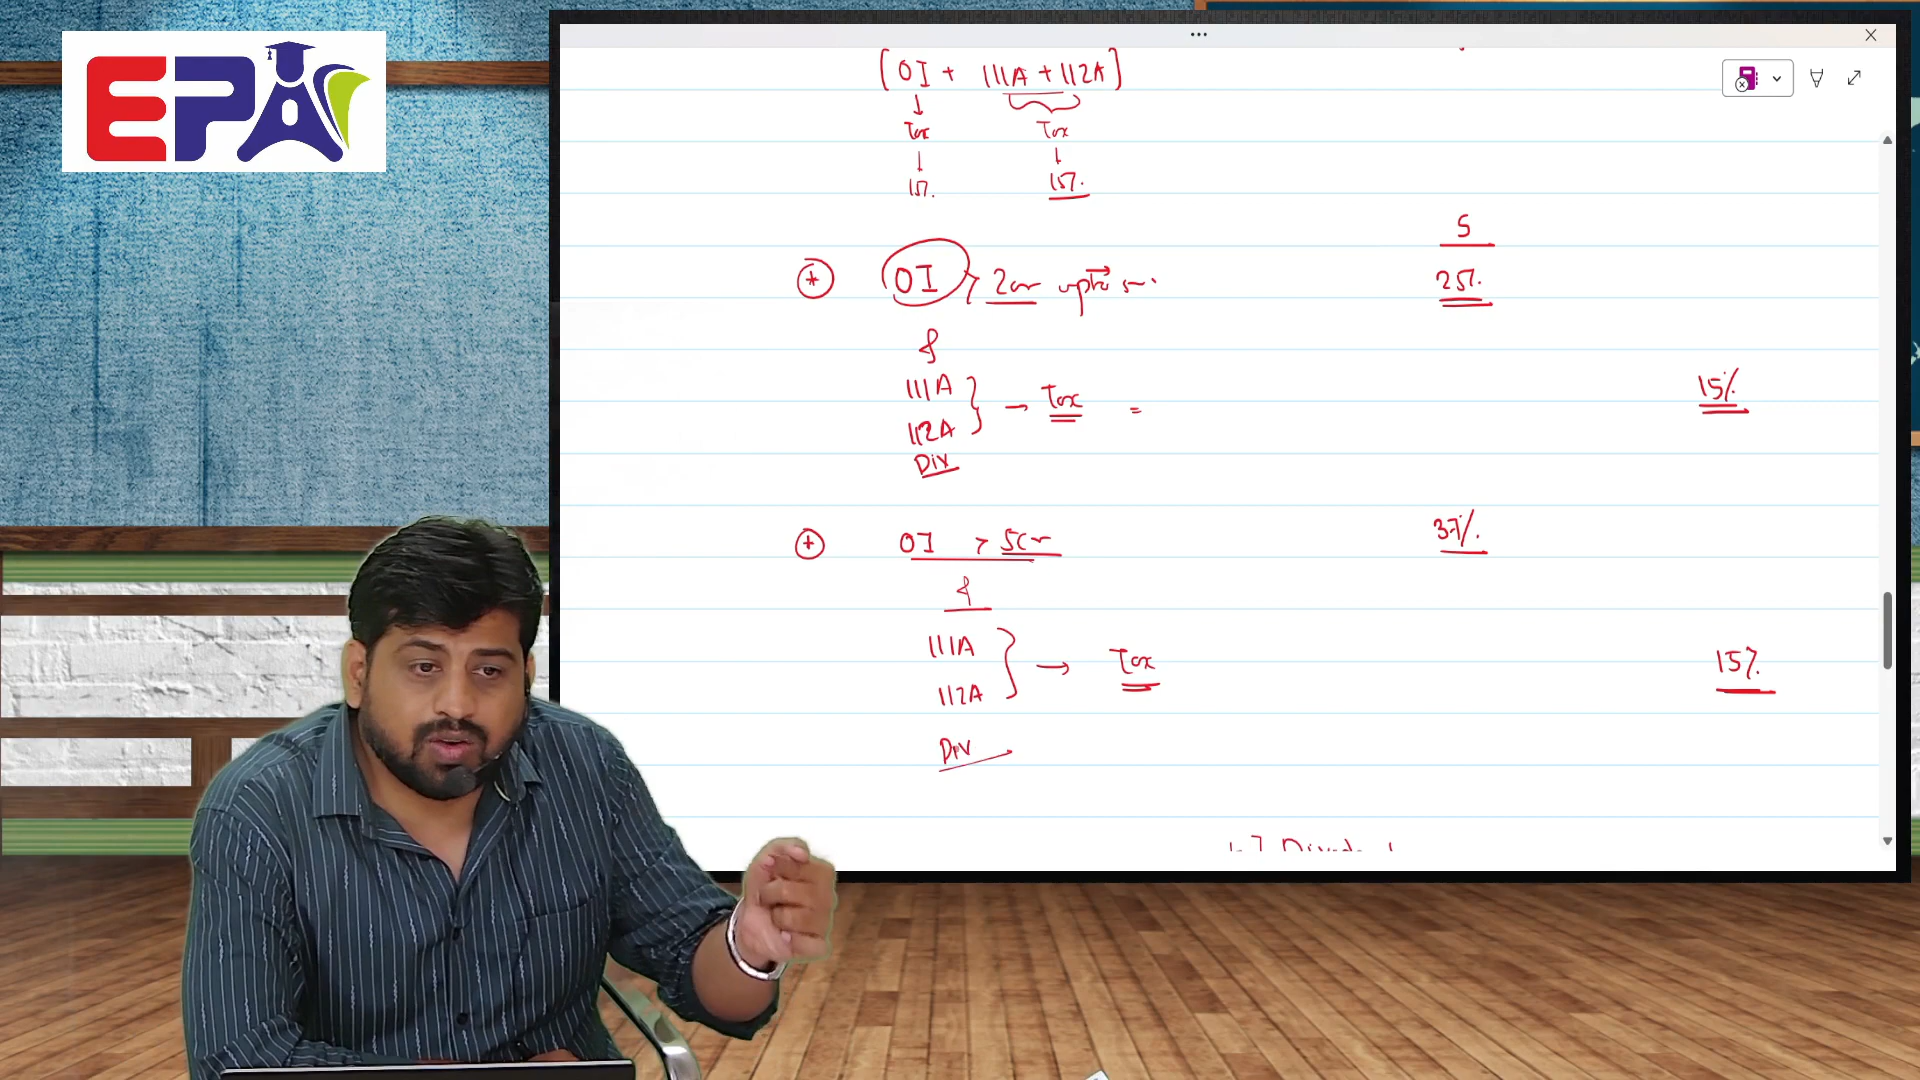 EPA
[OI + 111A + 112A]
↓
Tax Tax
↓
15%. 15%.
S
* OI > 2cr upto 5cr. 25%.
&
111A
112A } → Tax = 15%
Div
+ OI > 5cr 37%.
&
111A
112A } → Tax 15%.
Div